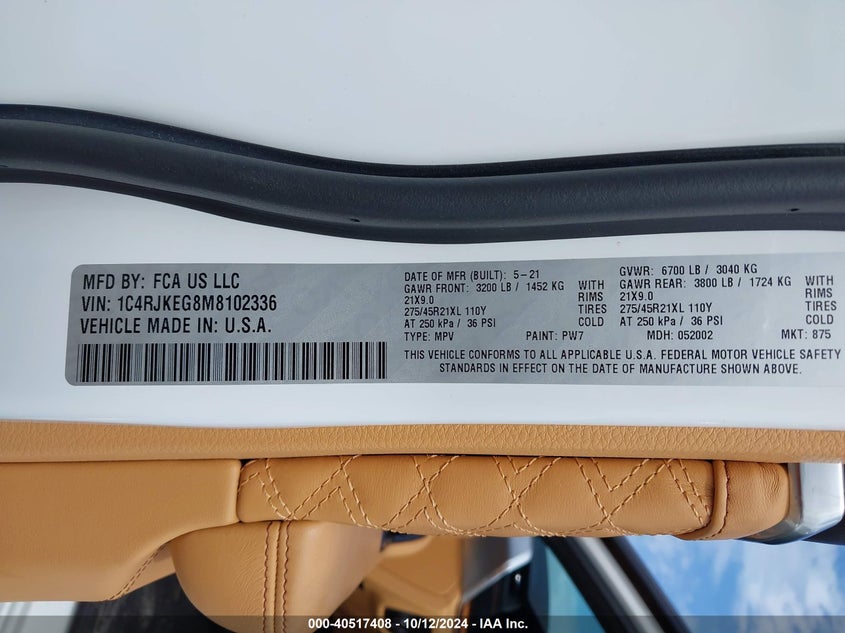 MFD BY: FCA US LLC
VIN: 1C4RJKEG8M8102336
VEHICLE MADE IN: U.S.A.
DATE OF MFR (BUILT): 5-21
GAWR FRONT: 3200 LB / 1452 KG
21X9.0 RIMS
275/45R21XL 110Y TIRES
AT 250 kPa / 36 PSI COLD
TYPE: MPV PAINT: PW7
GVWR: 6700 LB / 3040 KG
GAWR REAR: 3800 LB / 1724 KG
21X9.0 RIMS
275/45R21XL 110Y TIRES
AT 250 kPa / 36 PSI COLD
MDH: 052002 MKT: 875
THIS VEHICLE CONFORMS TO ALL APPLICABLE U.S.A. FEDERAL MOTOR VEHICLE SAFETY
STANDARDS IN EFFECT ON THE DATE OF MANUFACTURE SHOWN ABOVE.
000-40517408 - 10/12/2024 - IAA Inc.